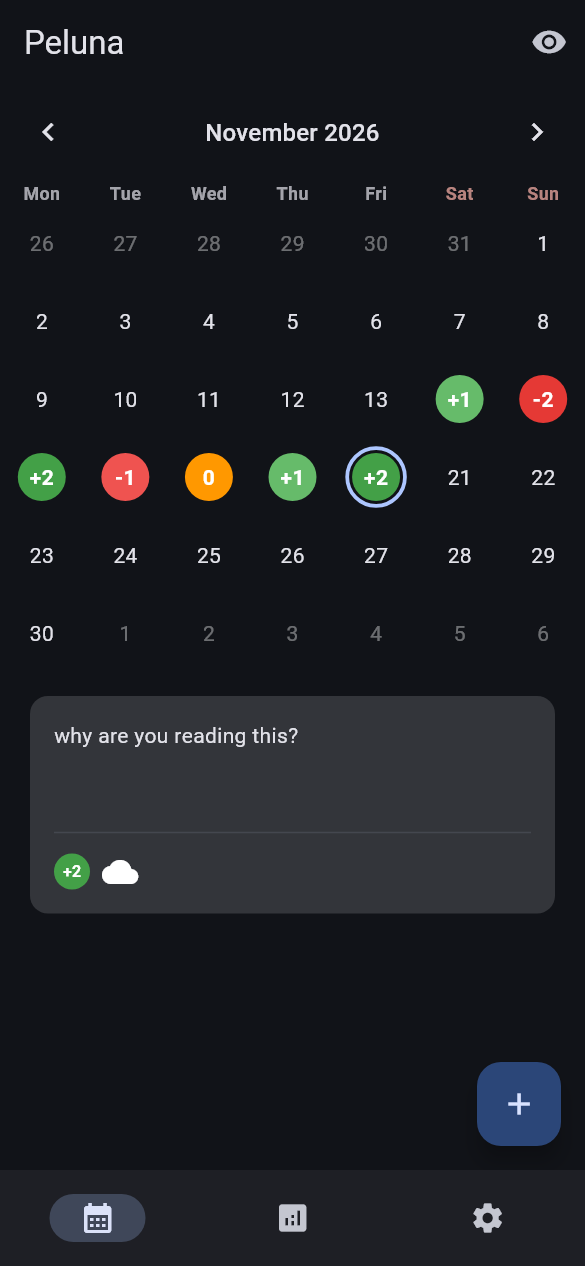 Peluna
November 2026
Mon Tue Wed Thu Fri Sat Sun
26 27 28 29 30 31 1
2 3 4 5 6 7 8
9 10 11 12 13 +1 -2
+2 -1 0 +1 +2 21 22
23 24 25 26 27 28 29
30 1 2 3 4 5 6
why are you reading this?
+2